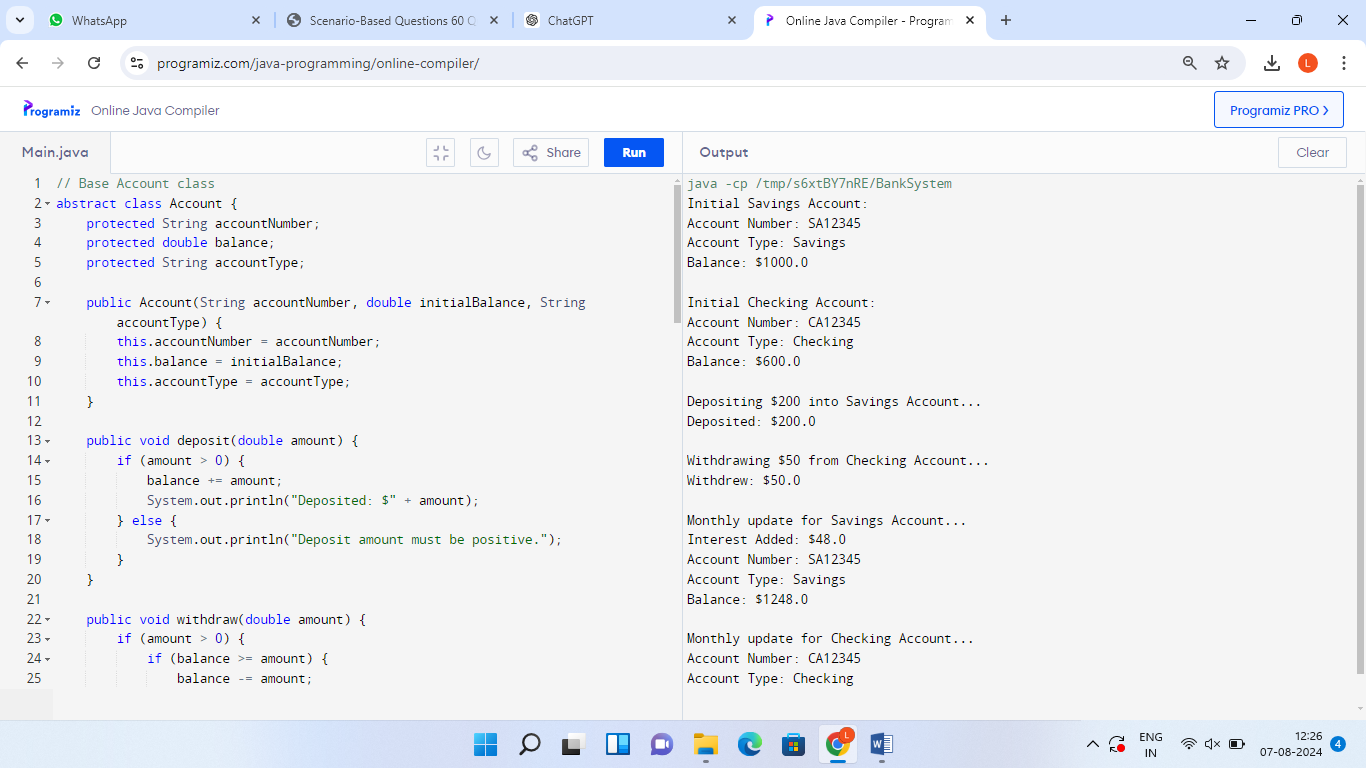 WhatsApp
Scenario-Based Questions 60 Q
ChatGPT
Online Java Compiler - Program
programiz.com/java-programming/online-compiler/
L
Programiz Online Java Compiler
Programiz PRO >
Main.java
Share
Run
Output
Clear
1 // Base Account class
2 abstract class Account {
3 protected String accountNumber;
4 protected double balance;
5 protected String accountType;
6
7 public Account(String accountNumber, double initialBalance, String
accountType) {
8 this.accountNumber = accountNumber;
9 this.balance = initialBalance;
10 this.accountType = accountType;
11 }
12
13 public void deposit(double amount) {
14 if (amount > 0) {
15 balance += amount;
16 System.out.println("Deposited: $" + amount);
17 } else {
18 System.out.println("Deposit amount must be positive.");
19 }
20 }
21
22 public void withdraw(double amount) {
23 if (amount > 0) {
24 if (balance >= amount) {
25 balance -= amount;
java -cp /tmp/s6xtBY7nRE/BankSystem
Initial Savings Account:
Account Number: SA12345
Account Type: Savings
Balance: $1000.0
Initial Checking Account:
Account Number: CA12345
Account Type: Checking
Balance: $600.0
Depositing $200 into Savings Account...
Deposited: $200.0
Withdrawing $50 from Checking Account...
Withdrew: $50.0
Monthly update for Savings Account...
Interest Added: $48.0
Account Number: SA12345
Account Type: Savings
Balance: $1248.0
Monthly update for Checking Account...
Account Number: CA12345
Account Type: Checking
L
ENG
IN
12:26
07-08-2024
4